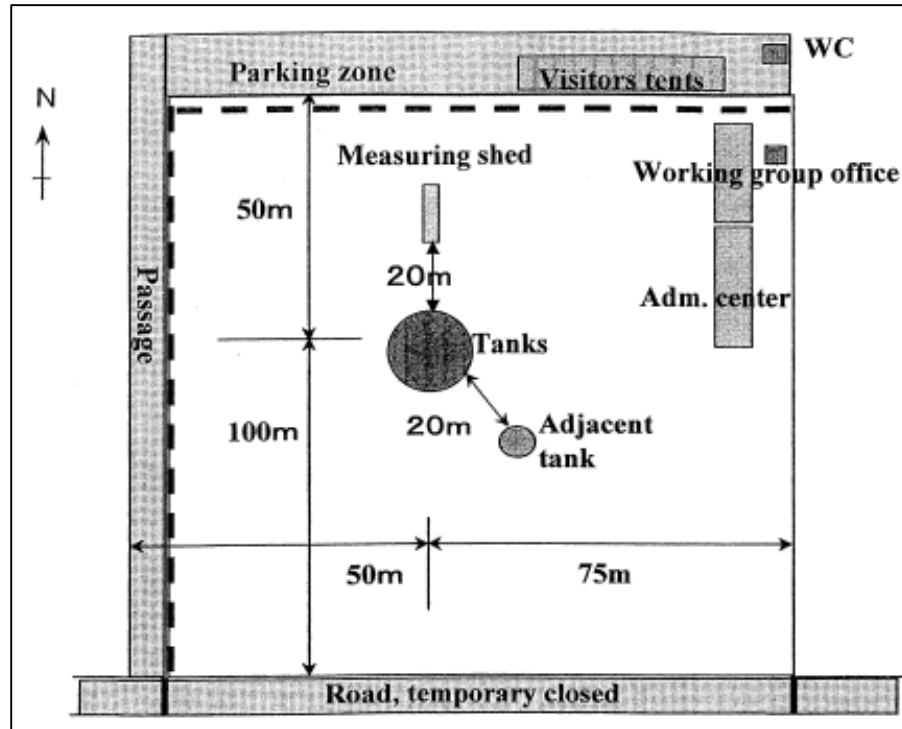 WC
Parking zone
Visitors tents
N
Measuring shed
Working group office
50m
20m
Adm. center
Passage
Tanks
100m
20m
Adjacent
tank
50m
75m
Road, temporary closed